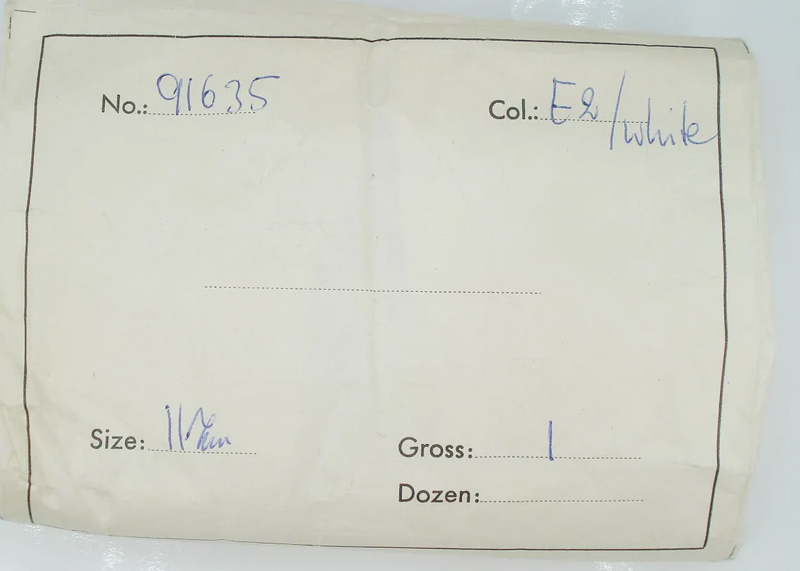 No.: 91635
Col.: E2/white
Size: 11
Gross: 1
Dozen: